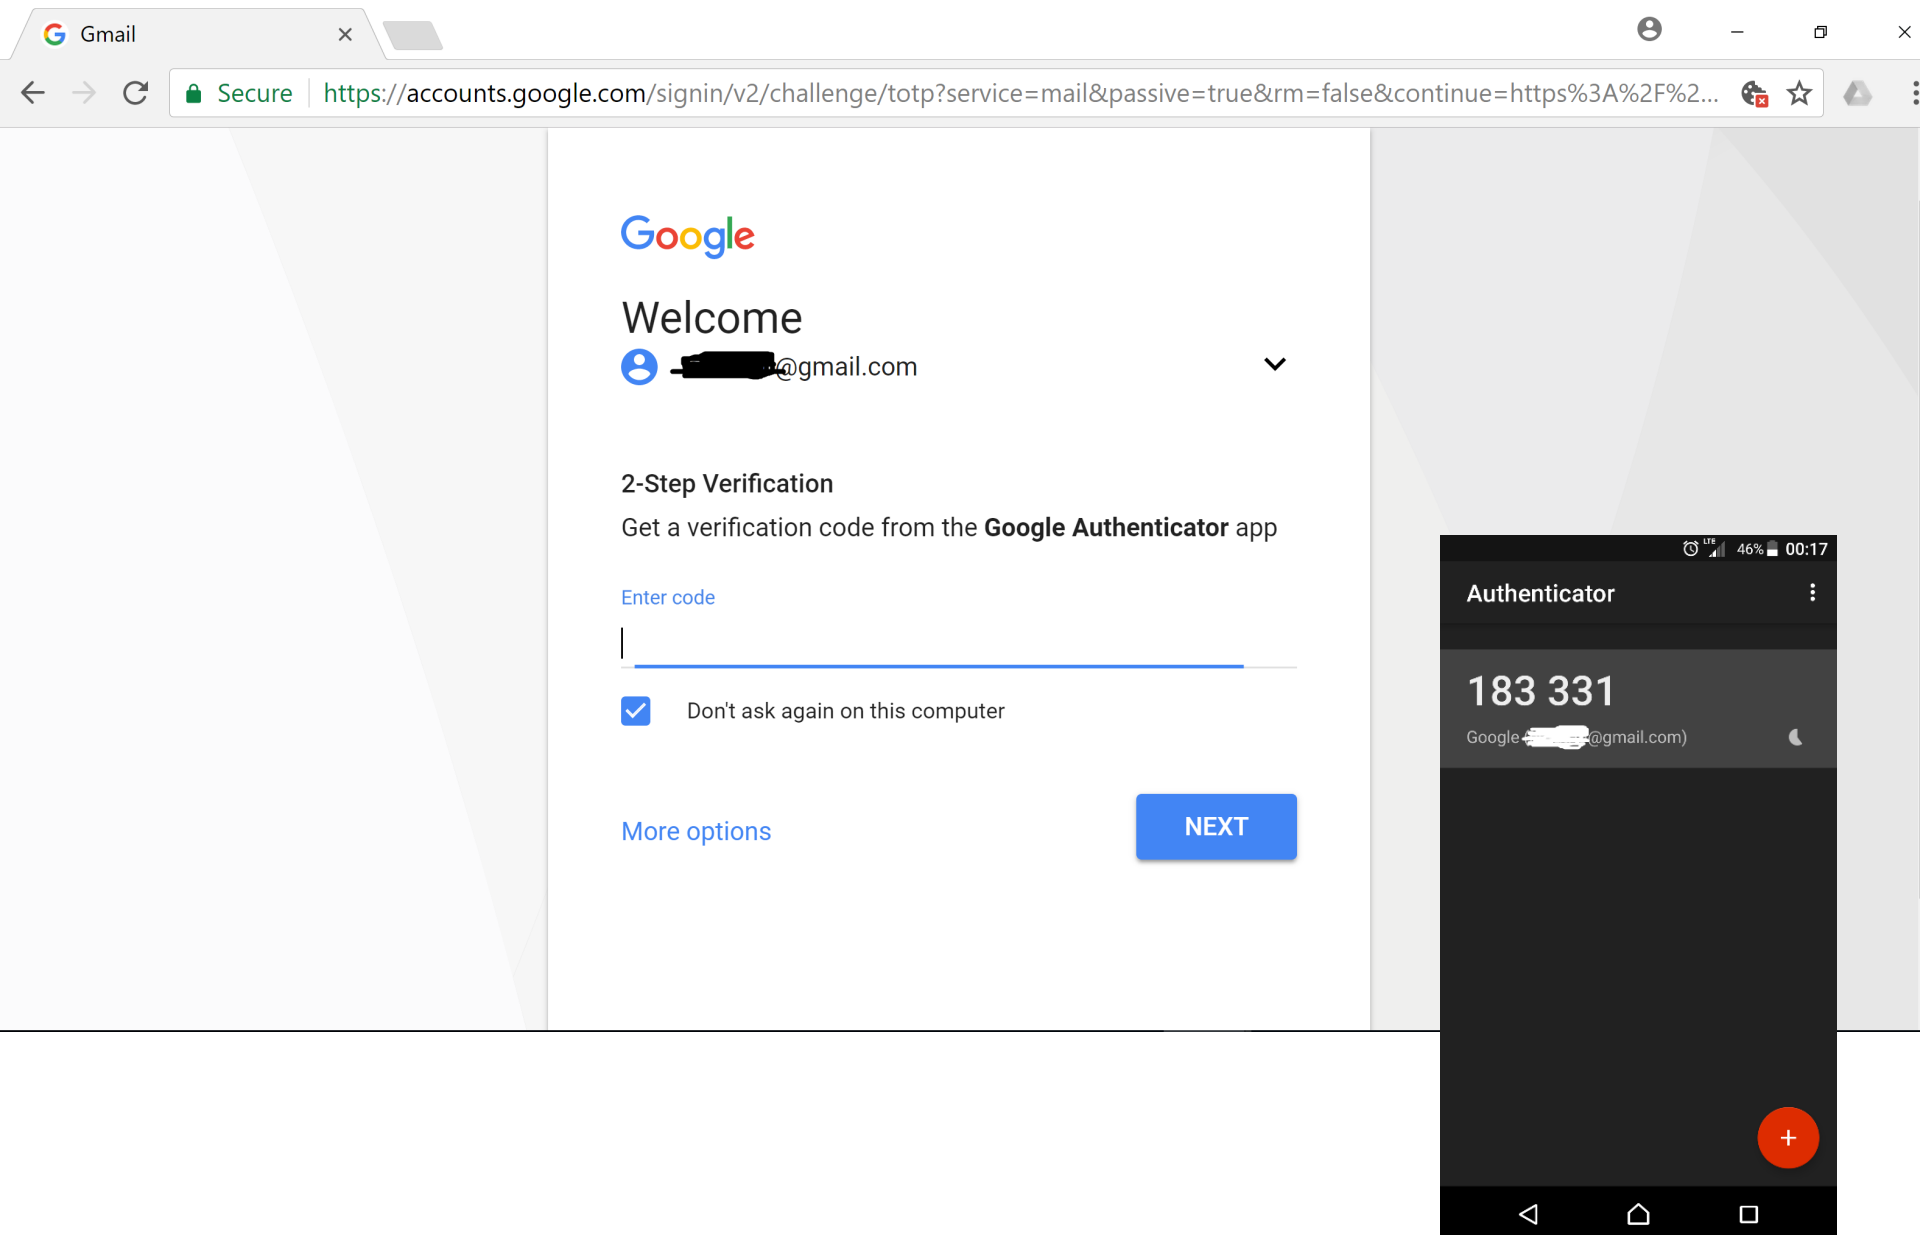 Gmail
Secure https://accounts.google.com/signin/v2/challenge/totp?service=mail&passive=true&rm=false&continue=https%3A%2F%2...
Google
Welcome
@gmail.com
2-Step Verification
Get a verification code from the Google Authenticator app
Enter code
Don't ask again on this computer
More options
NEXT
LTE 46% 00:17
Authenticator
183 331
Google @gmail.com)